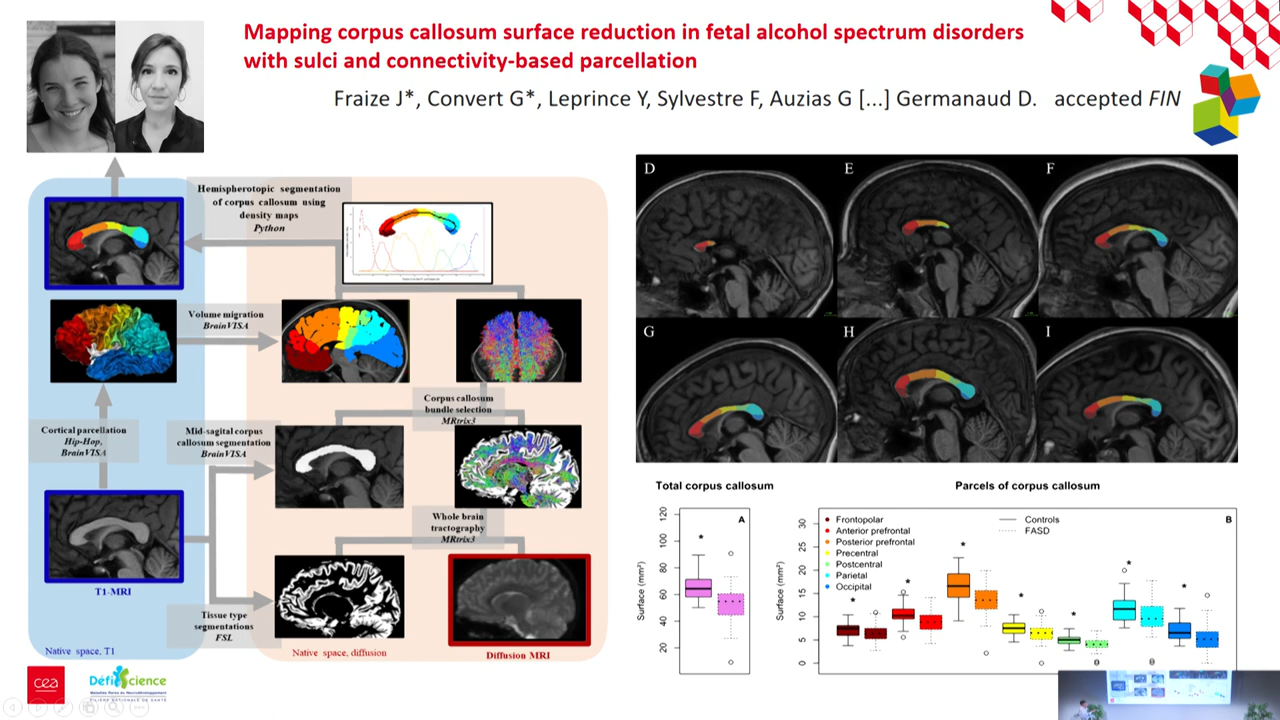 Mapping corpus callosum surface reduction in fetal alcohol spectrum disorders
with sulci and connectivity-based parcellation
Fraize J*, Convert G*, Leprince Y, Sylvestre F, Auzias G [...] Germanaud D. accepted FIN
Hemispherotopic segmentation
of corpus callosum using
density maps
Python
Volume migration
BrainVISA
Corpus callosum
bundle selection
MRtrix3
Cortical parcellation
Hip-Hop,
BrainVISA
Mid-sagital corpus
callosum segmentation
BrainVISA
Whole brain
tractography
MRtrix3
T1-MRI
Tissue type
segmentations
FSL
Native space, T1
Native space, diffusion
Diffusion MRI
cea
DéfiScience
D
E
F
G
H
I
Total corpus callosum
A
Surface (mm²)
120
100
80
60
40
20
*
Parcels of corpus callosum
B
Surface (mm²)
30
25
20
15
10
5
0
Frontopolar
Anterior prefrontal
Posterior prefrontal
Precentral
Postcentral
Parietal
Occipital
Controls
FASD
* * * * * * *